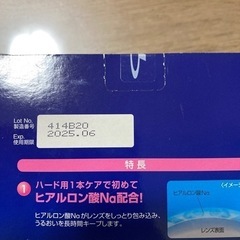 Lot No.
製造番号
414B20
Exp.
使用期限
2025.06
特長
1 ハード用1本ケアで初めて
ヒアルロン酸Na配合!
ヒアルロン酸Naがレンズをしっとり包み込み、
うるおいを長時間キープします。
(イメージ
ヒアルロン酸Na
レンズ表面